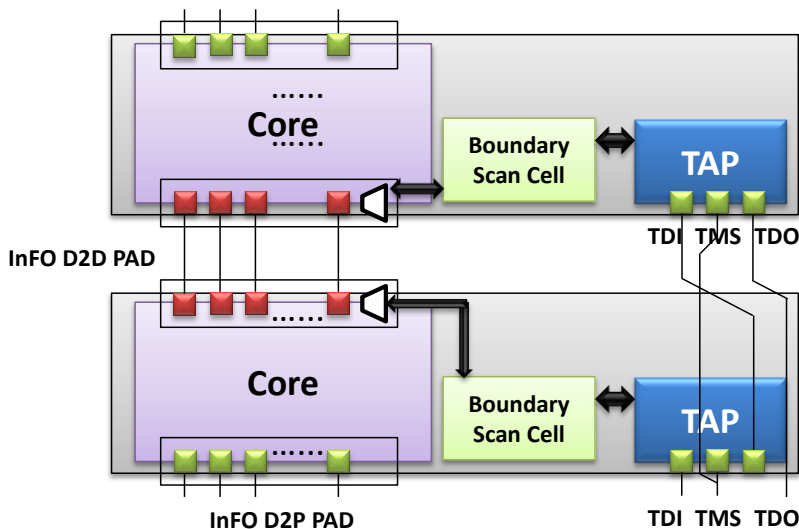 ......
Core
......
Boundary
Scan Cell
TAP
TDI TMS TDO
InFO D2D PAD
......
Core
Boundary
Scan Cell
TAP
......
TDI TMS TDO
InFO D2P PAD